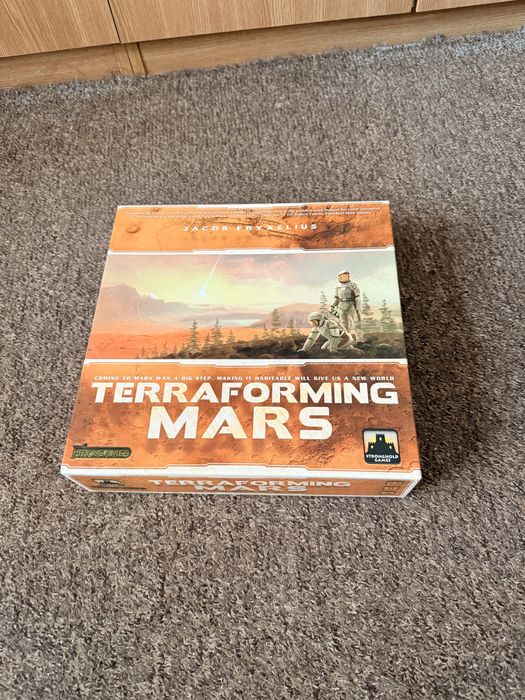 JACOB FRYXELIUS
COMING TO MARS WAS A BIG STEP. MAKING IT HABITABLE WILL GIVE US A NEW WORLD
TERRAFORMING
MARS
FRYXGAMES
STRONGHOLD
GAMES
TERRAFORMING
MARS